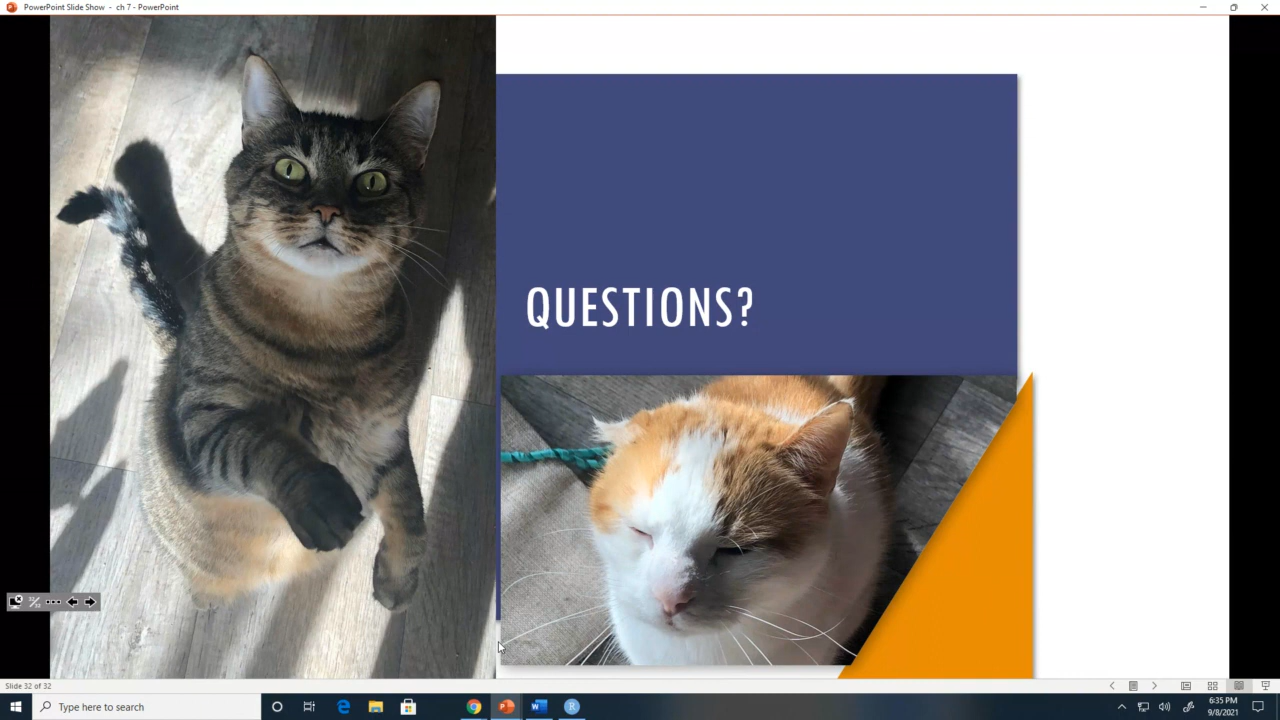 PowerPoint Slide Show - ch 7 - PowerPoint
QUESTIONS?
Slide 32 of 32
Type here to search
6:35 PM
9/8/2021